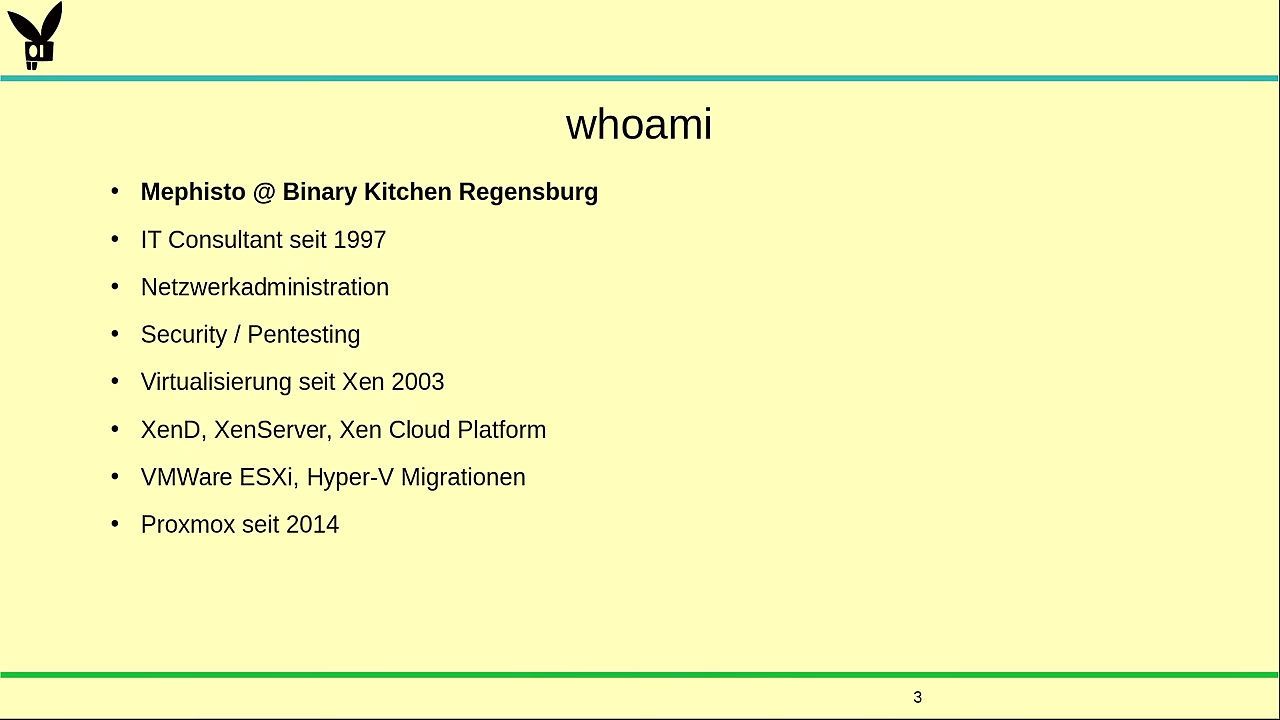 whoami
• Mephisto @ Binary Kitchen Regensburg
• IT Consultant seit 1997
• Netzwerkadministration
• Security / Pentesting
• Virtualisierung seit Xen 2003
• XenD, XenServer, Xen Cloud Platform
• VMWare ESXi, Hyper-V Migrationen
• Proxmox seit 2014
3